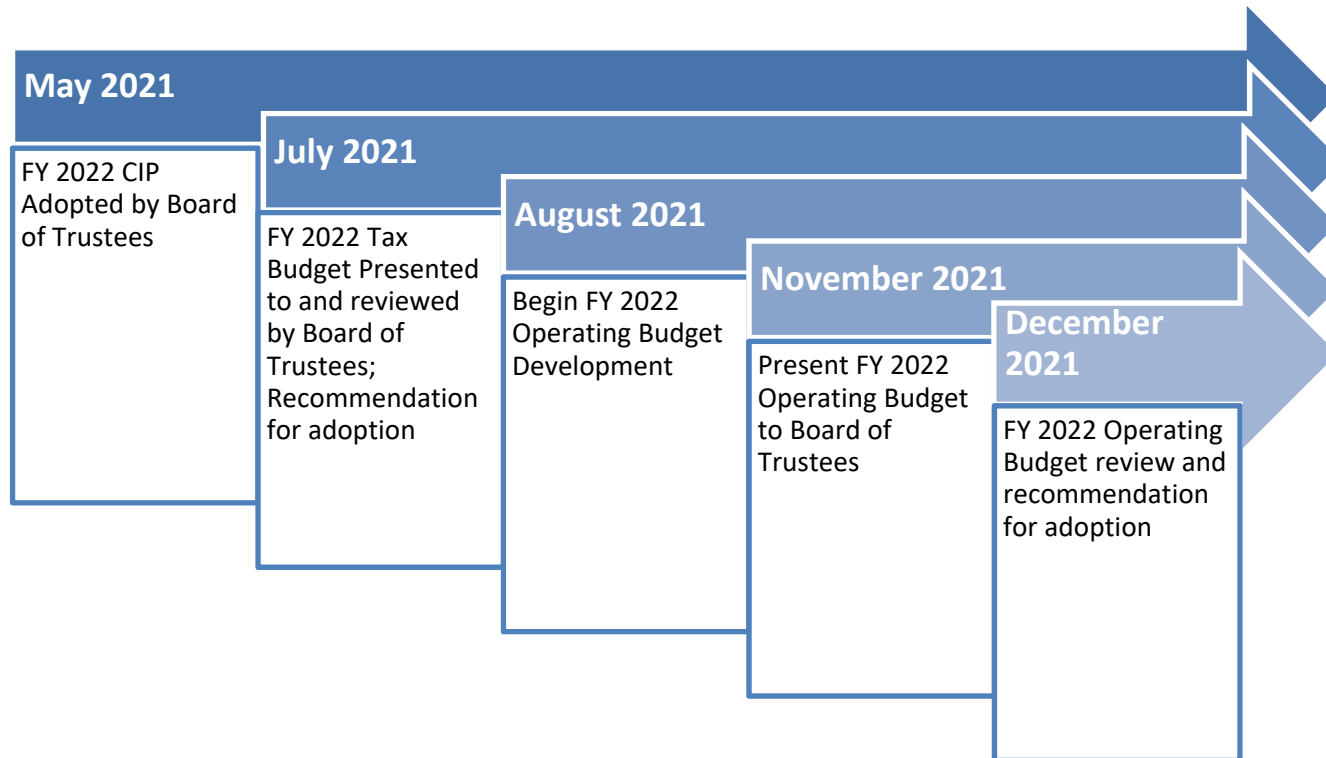 May 2021
FY 2022 CIP
Adopted by Board
of Trustees
July 2021
FY 2022 Tax
Budget Presented
to and reviewed
by Board of
Trustees;
Recommendation
for adoption
August 2021
Begin FY 2022
Operating Budget
Development
November 2021
Present FY 2022
Operating Budget
to Board of
Trustees
December
2021
FY 2022 Operating
Budget review and
recommendation
for adoption